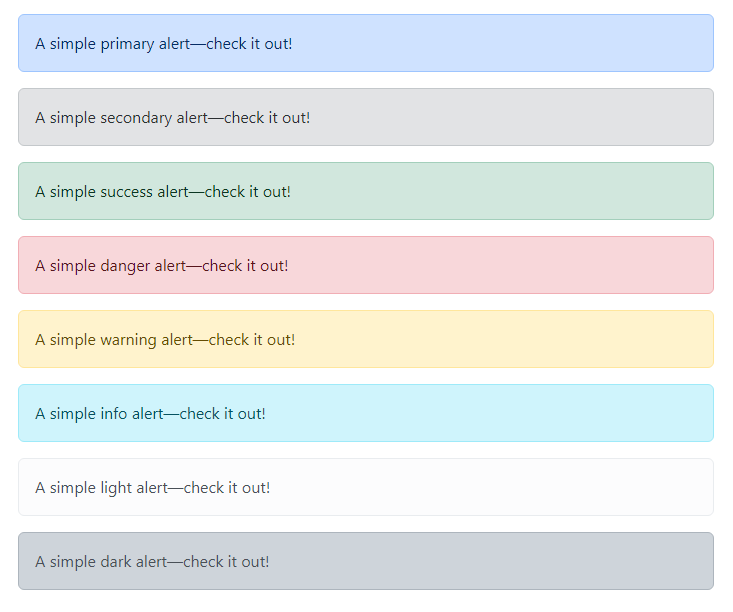 A simple primary alert—check it out!
A simple secondary alert—check it out!
A simple success alert—check it out!
A simple danger alert—check it out!
A simple warning alert—check it out!
A simple info alert—check it out!
A simple light alert—check it out!
A simple dark alert—check it out!